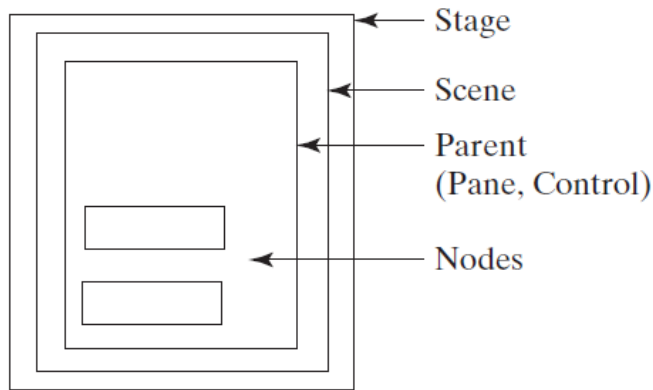 Stage
Scene
Parent
(Pane, Control)
Nodes